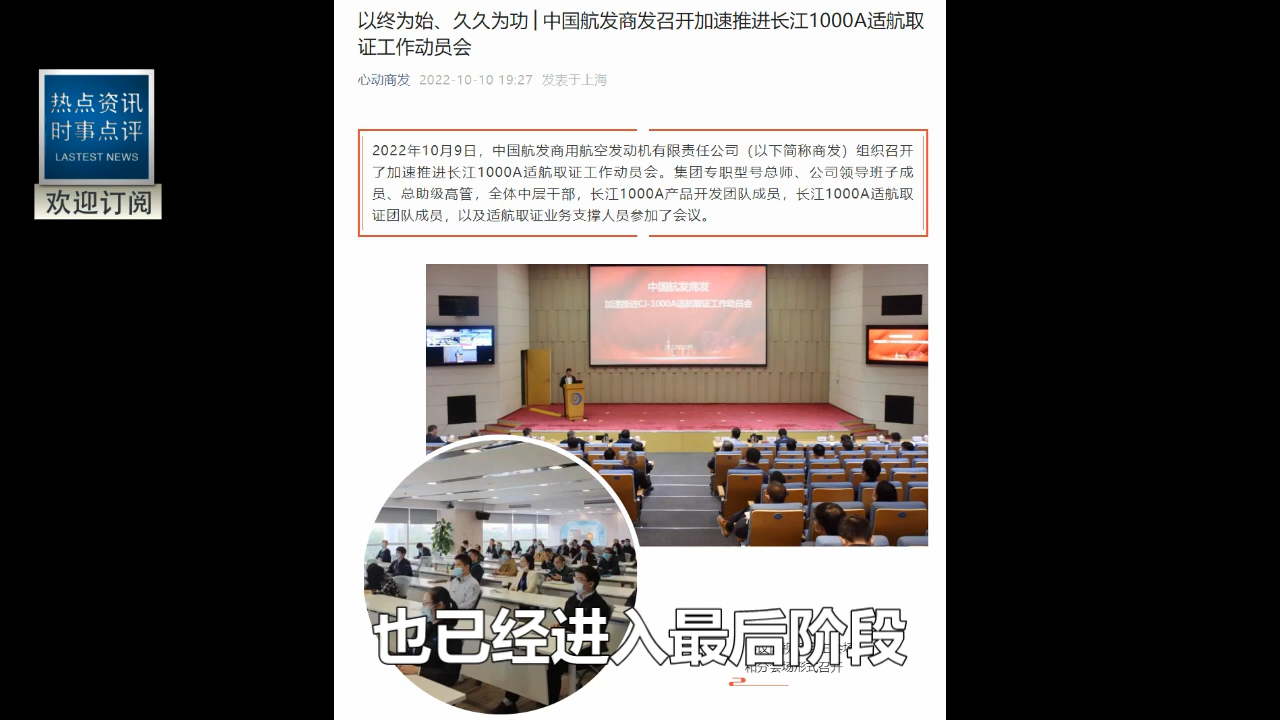 热点资讯
时事点评
LASTEST NEWS
欢迎订阅
以终为始、久久为功 | 中国航发商发召开加速推进长江1000A适航取
证工作动员会
心动商发 2022-10-10 19:27 发表于上海
2022年10月9日，中国航发商用航空发动机有限责任公司（以下简称商发）组织召开
了加速推进长江1000A适航取证工作动员会。集团专职型号总师、公司领导班子成
员、总助级高管，全体中层干部，长江1000A产品开发团队成员，长江1000A适航取
证团队成员，以及适航取证业务支撑人员参加了会议。
中国航发商发
加速推进CJ-1000A适航取证工作动员会
也已经进入最后阶段
和分会场形式召开